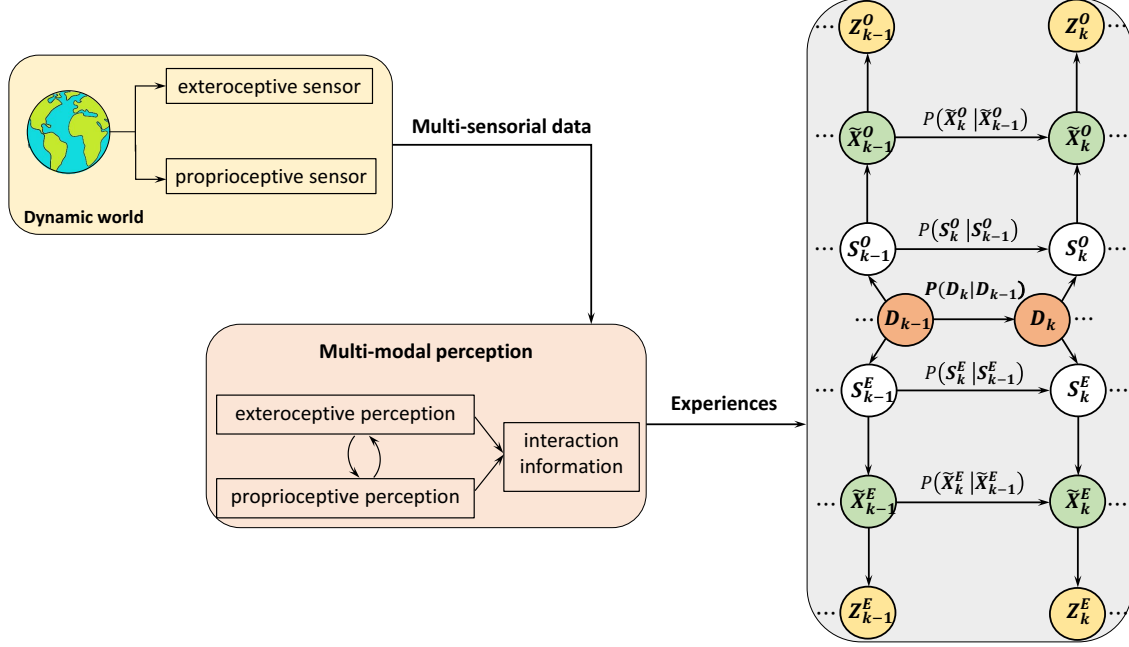 exteroceptive sensor
proprioceptive sensor
Dynamic world
Multi-sensorial data
Multi-modal perception
exteroceptive perception
proprioceptive perception
interaction
information
Experiences
... Z^O_{k-1} ... Z^O_k ...
... X̃^O_{k-1} P(X̃^O_k|X̃^O_{k-1}) X̃^O_k ...
... S^O_{k-1} P(S^O_k|S^O_{k-1}) S^O_k ...
... D_{k-1} P(D_k|D_{k-1}) D_k ...
... S^E_{k-1} P(S^E_k|S^E_{k-1}) S^E_k ...
... X̃^E_{k-1} P(X̃^E_k|X̃^E_{k-1}) X̃^E_k ...
... Z^E_{k-1} ... Z^E_k ...